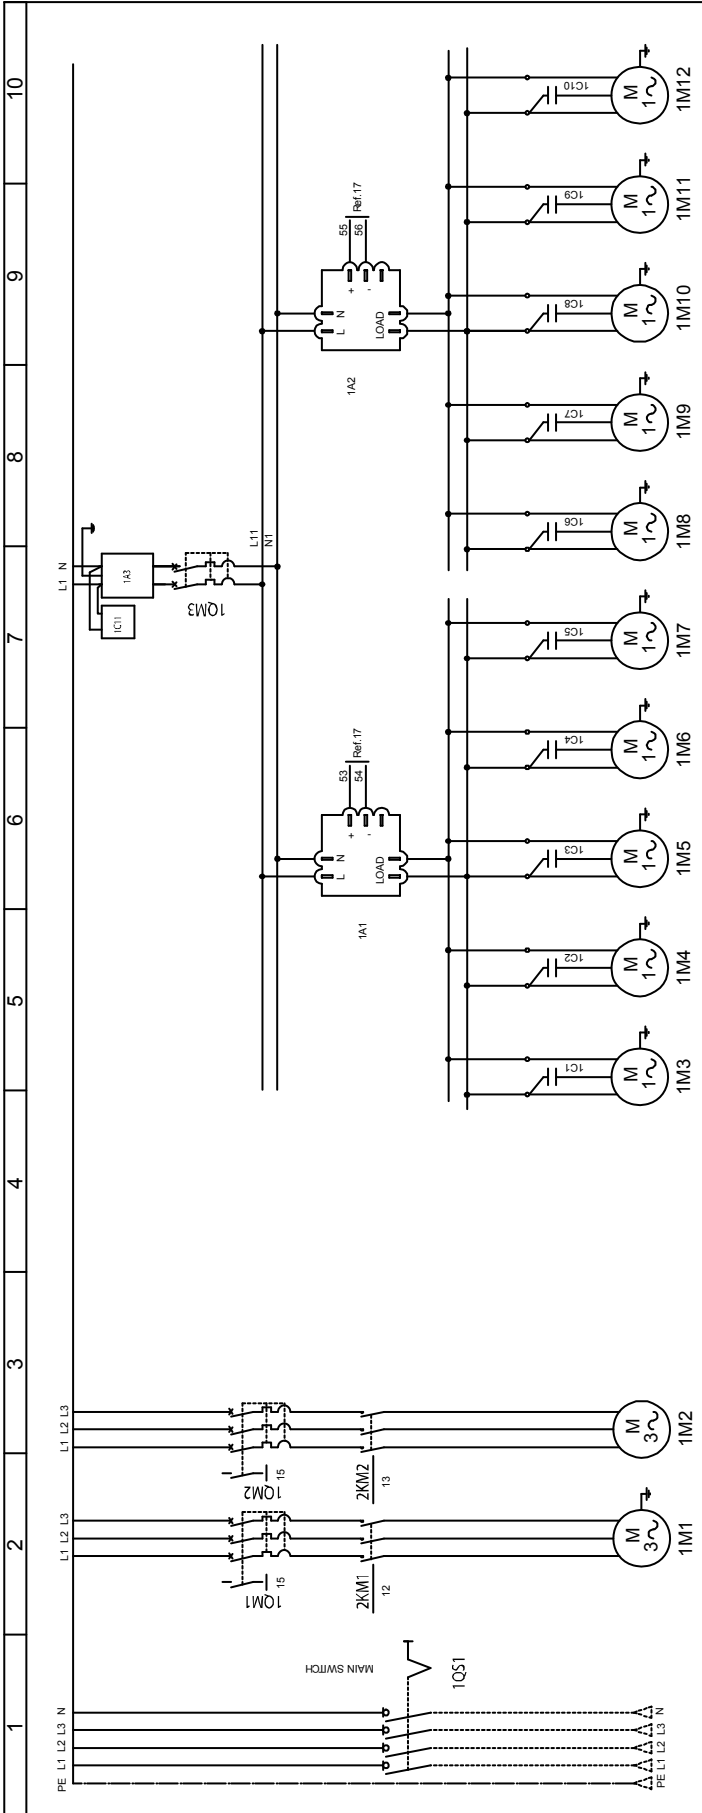 1
2
3
4
5
6
7
8
9
10
PE L1 L2 L3 N
L1 L2 L3
L1 L2 L3
L1 N
1A3
1C11
1QM3
L11
N1
1QM1
15
1QM2
15
2KM1
12
2KM2
13
MAIN SWITCH
1QS1
L N
+
-
LOAD
53
54
Ref.17
1A1
L N
+
-
LOAD
55
56
Ref.17
1A2
1C1
1C2
1C3
1C4
1C5
1C6
1C7
1C8
1C9
1C10
PE L1 L2 L3 N
M
3~
M
3~
M
1~
M
1~
M
1~
M
1~
M
1~
M
1~
M
1~
M
1~
M
1~
M
1~
1M1
1M2
1M3
1M4
1M5
1M6
1M7
1M8
1M9
1M10
1M11
1M12